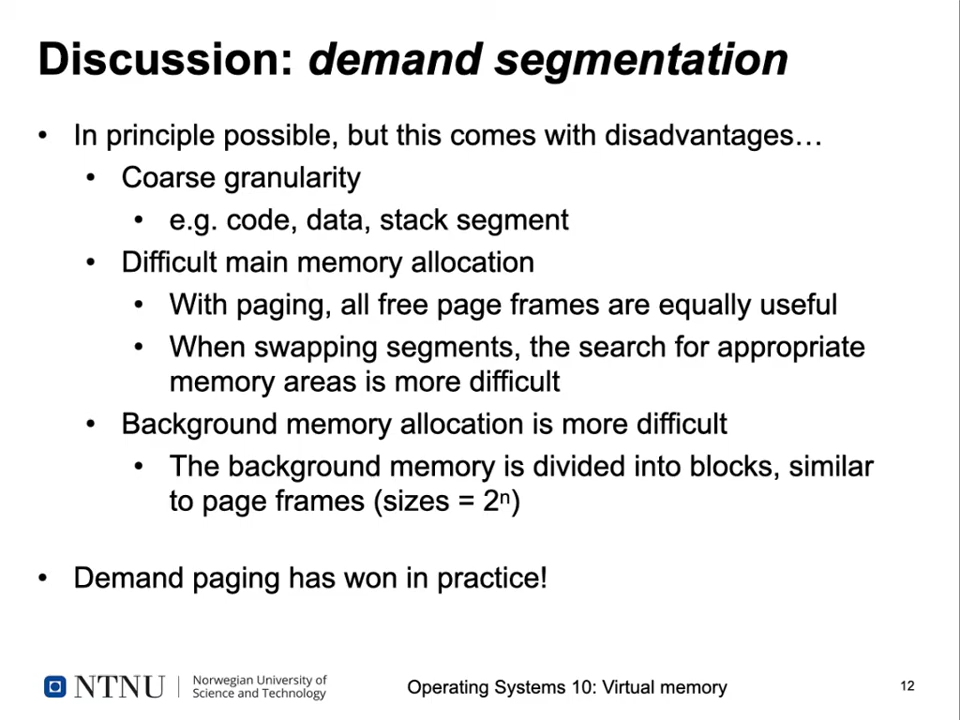 Discussion: demand segmentation
• In principle possible, but this comes with disadvantages…
• Coarse granularity
• e.g. code, data, stack segment
• Difficult main memory allocation
• With paging, all free page frames are equally useful
• When swapping segments, the search for appropriate
memory areas is more difficult
• Background memory allocation is more difficult
• The background memory is divided into blocks, similar
to page frames (sizes = 2ⁿ)
• Demand paging has won in practice!
NTNU
Norwegian University of
Science and Technology
Operating Systems 10: Virtual memory
12